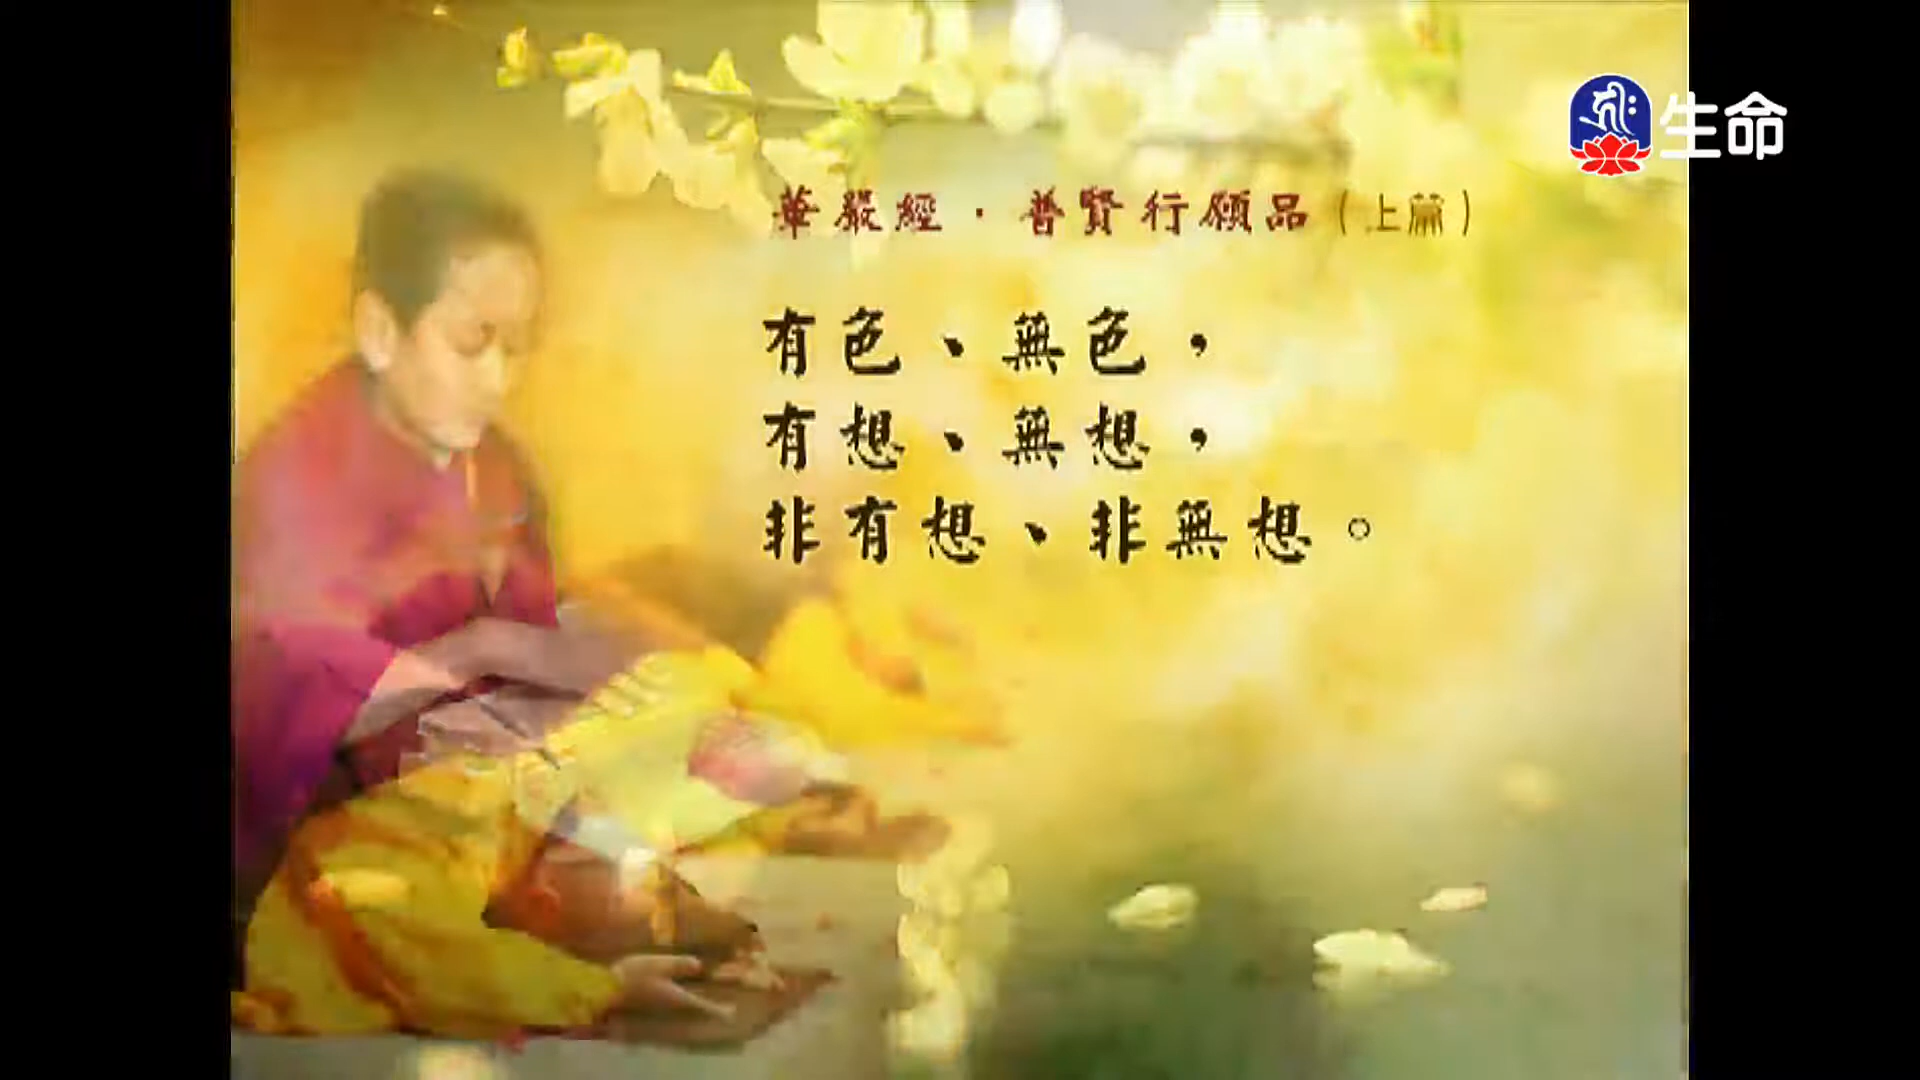 生命
華嚴經·普賢行願品(上篇)
有色、無色，
有想、無想，
非有想、非無想。